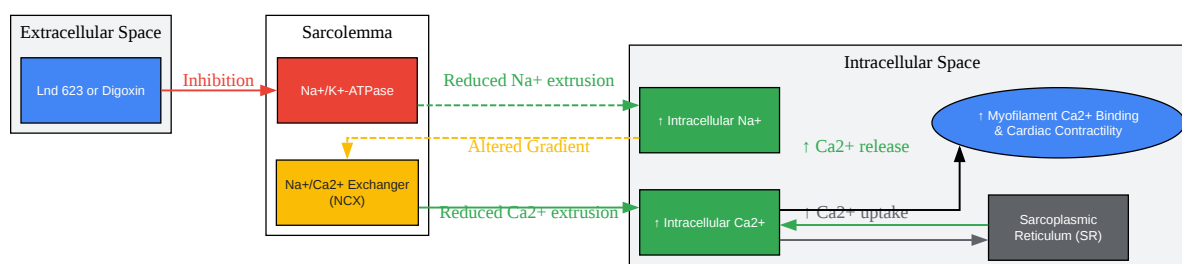 Extracellular Space
Lnd 623 or Digoxin
Inhibition
Sarcolemma
Na+/K+-ATPase
Reduced Na+ extrusion
Altered Gradient
Na+/Ca2+ Exchanger
(NCX)
Reduced Ca2+ extrusion
Intracellular Space
↑ Intracellular Na+
↑ Myofilament Ca2+ Binding
& Cardiac Contractility
↑ Ca2+ release
↑ Intracellular Ca2+
↑ Ca2+ uptake
Sarcoplasmic
Reticulum (SR)